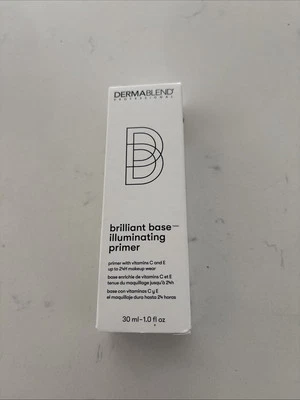 DERMABLEND
PROFESSIONAL
brilliant base
illuminating
primer
primer with vitamins C and E
up to 24H makeup wear
base enrichie de vitamins C et E
tenue du maquillage jusqu'à 24h
base con vitaminas C y E
el maquillaje dura hasta 24 horas
30 ml-1.0 fl oz